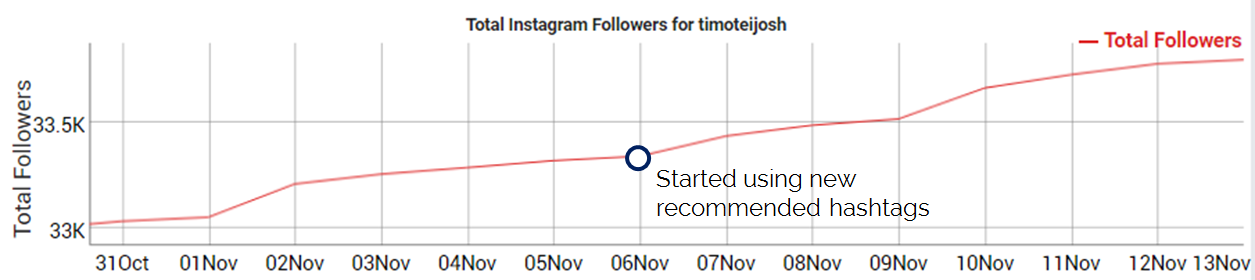 Total Instagram Followers for timoteijosh
Total Followers
Total Followers
33.5K
33K
Started using new
recommended hashtags
31Oct 01Nov 02Nov 03Nov 04Nov 05Nov 06Nov 07Nov 08Nov 09Nov 10Nov 11Nov 12Nov 13Nov